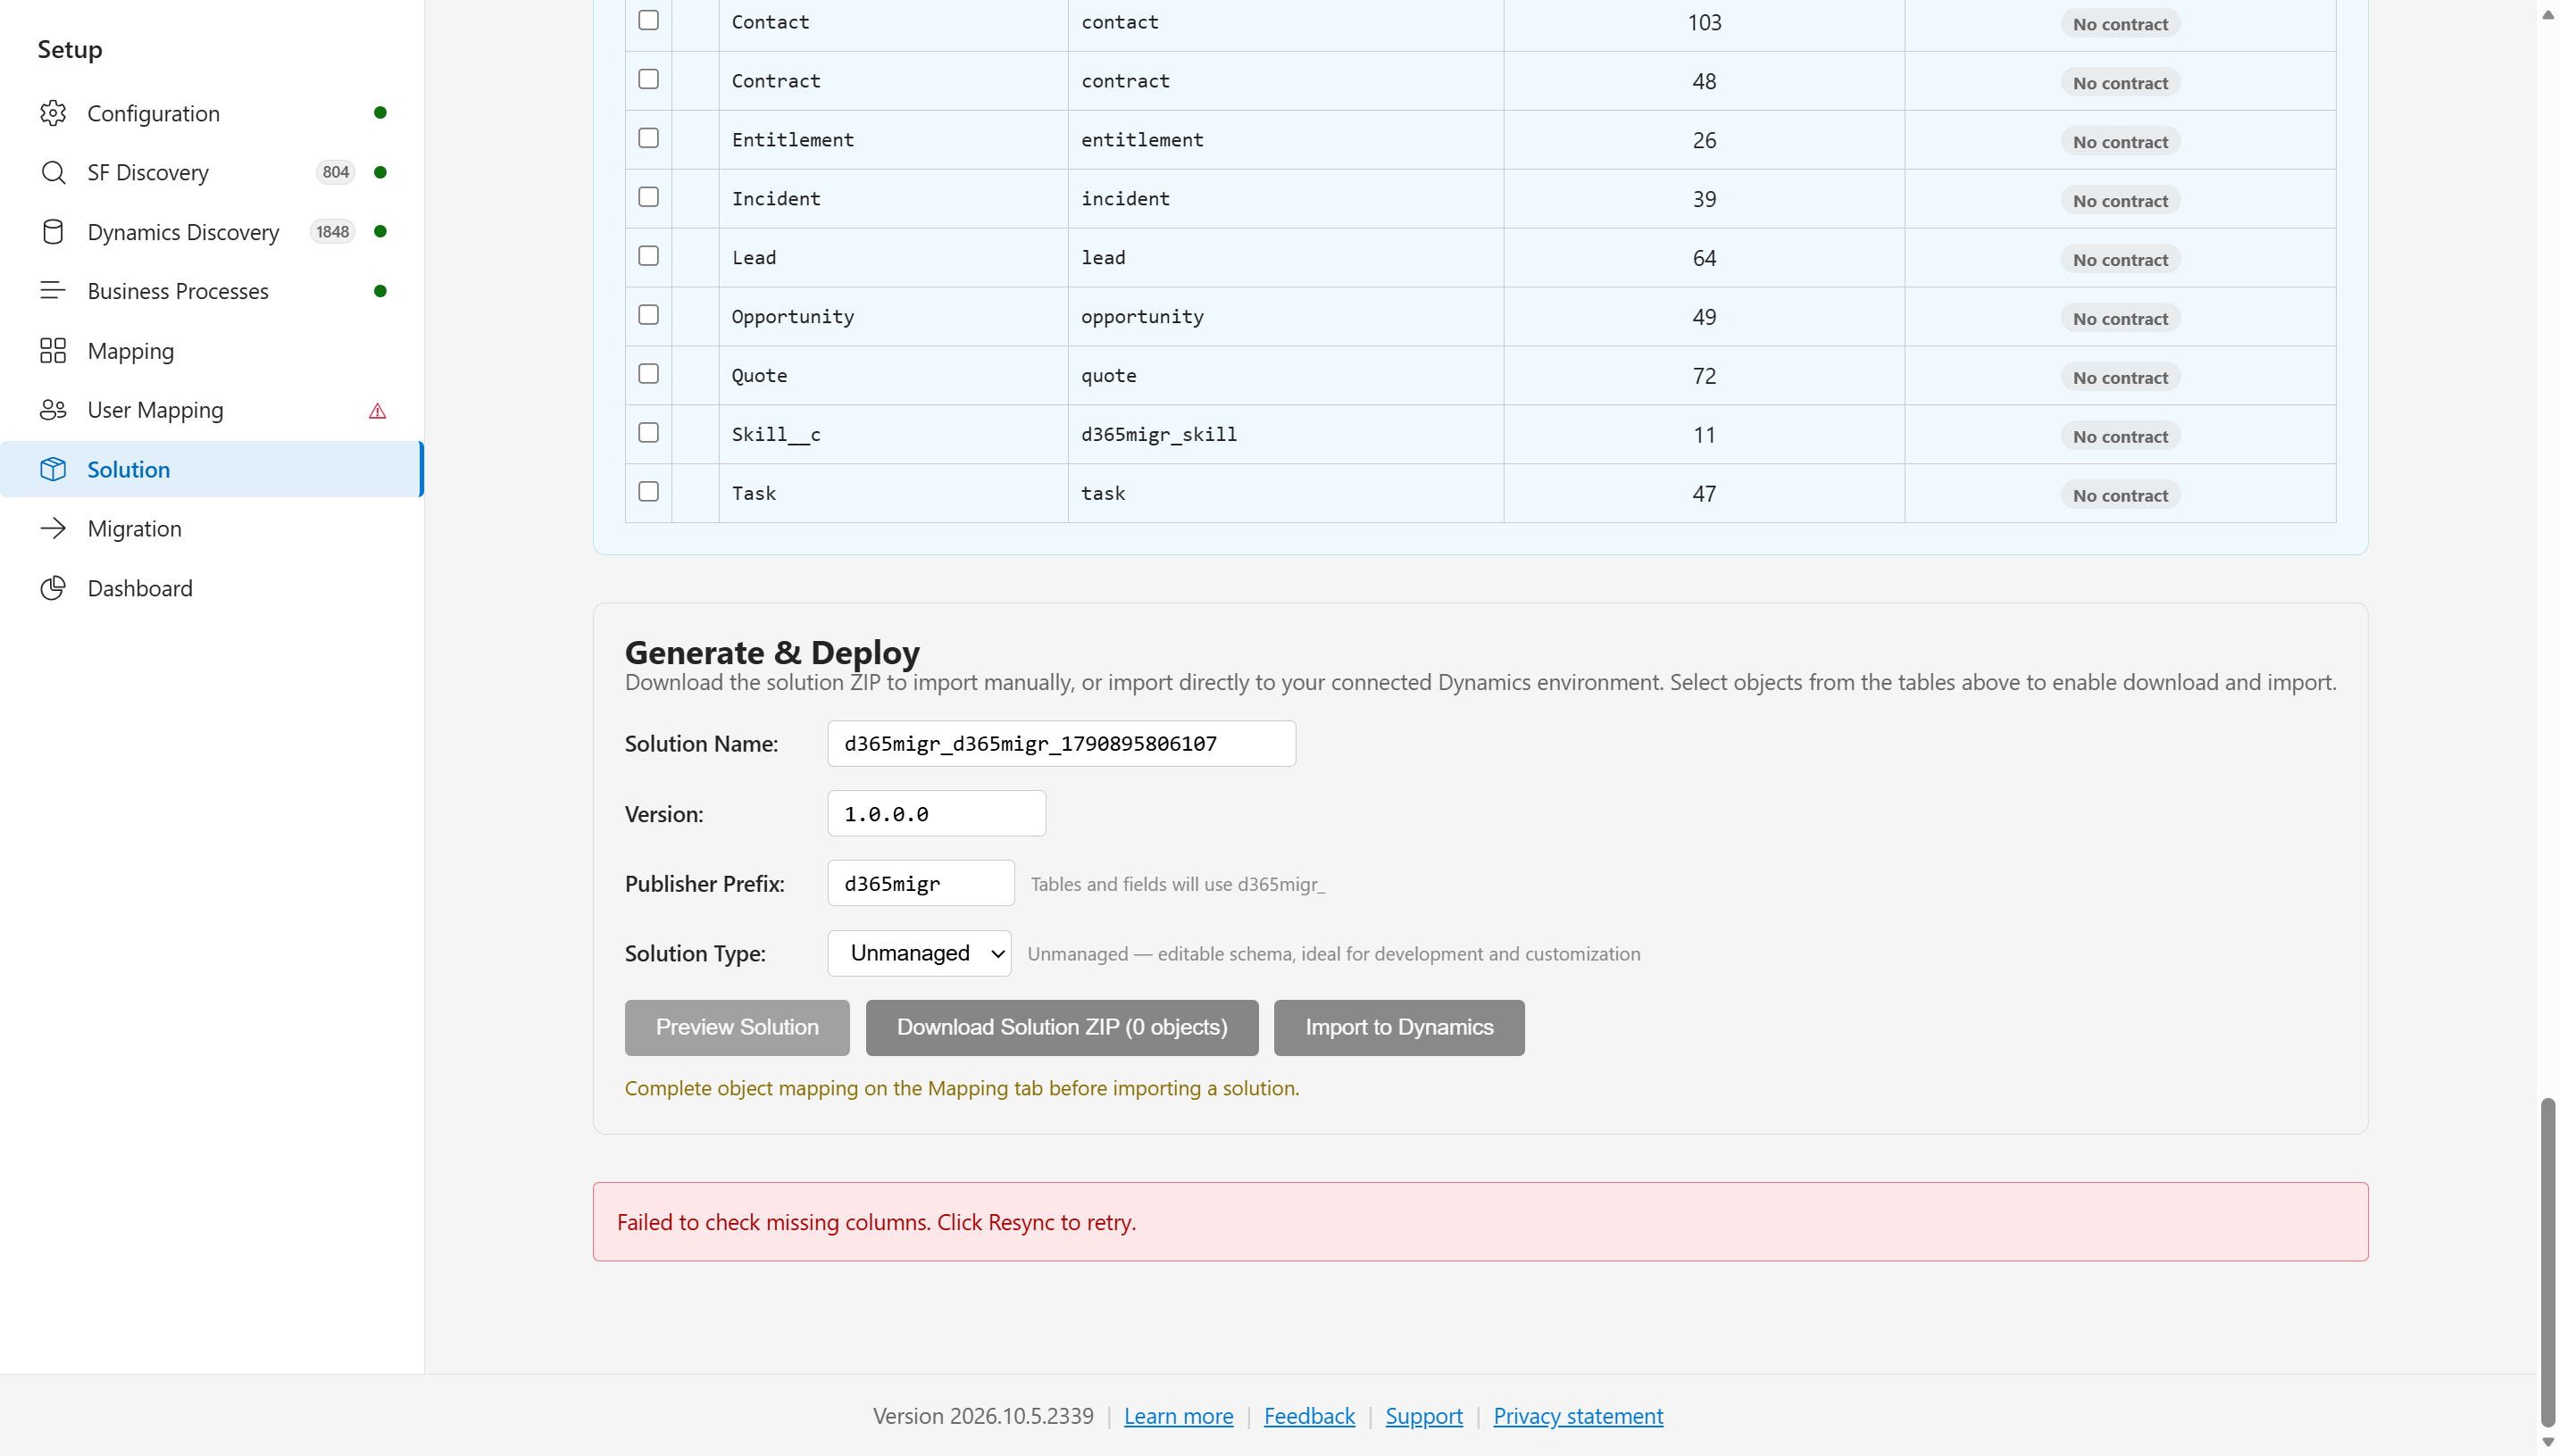 Setup
Configuration
SF Discovery 804
Dynamics Discovery 1848
Business Processes
Mapping
User Mapping
Solution
Migration
Dashboard
Contact contact 103 No contract
Contract contract 48 No contract
Entitlement entitlement 26 No contract
Incident incident 39 No contract
Lead lead 64 No contract
Opportunity opportunity 49 No contract
Quote quote 72 No contract
Skill__c d365migr_skill 11 No contract
Task task 47 No contract
Generate & Deploy
Download the solution ZIP to import manually, or import directly to your connected Dynamics environment. Select objects from the tables above to enable download and import.
Solution Name: d365migr_d365migr_1790895806107
Version: 1.0.0.0
Publisher Prefix: d365migr Tables and fields will use d365migr_
Solution Type: Unmanaged Unmanaged — editable schema, ideal for development and customization
Preview Solution Download Solution ZIP (0 objects) Import to Dynamics
Complete object mapping on the Mapping tab before importing a solution.
Failed to check missing columns. Click Resync to retry.
Version 2026.10.5.2339 | Learn more | Feedback | Support | Privacy statement